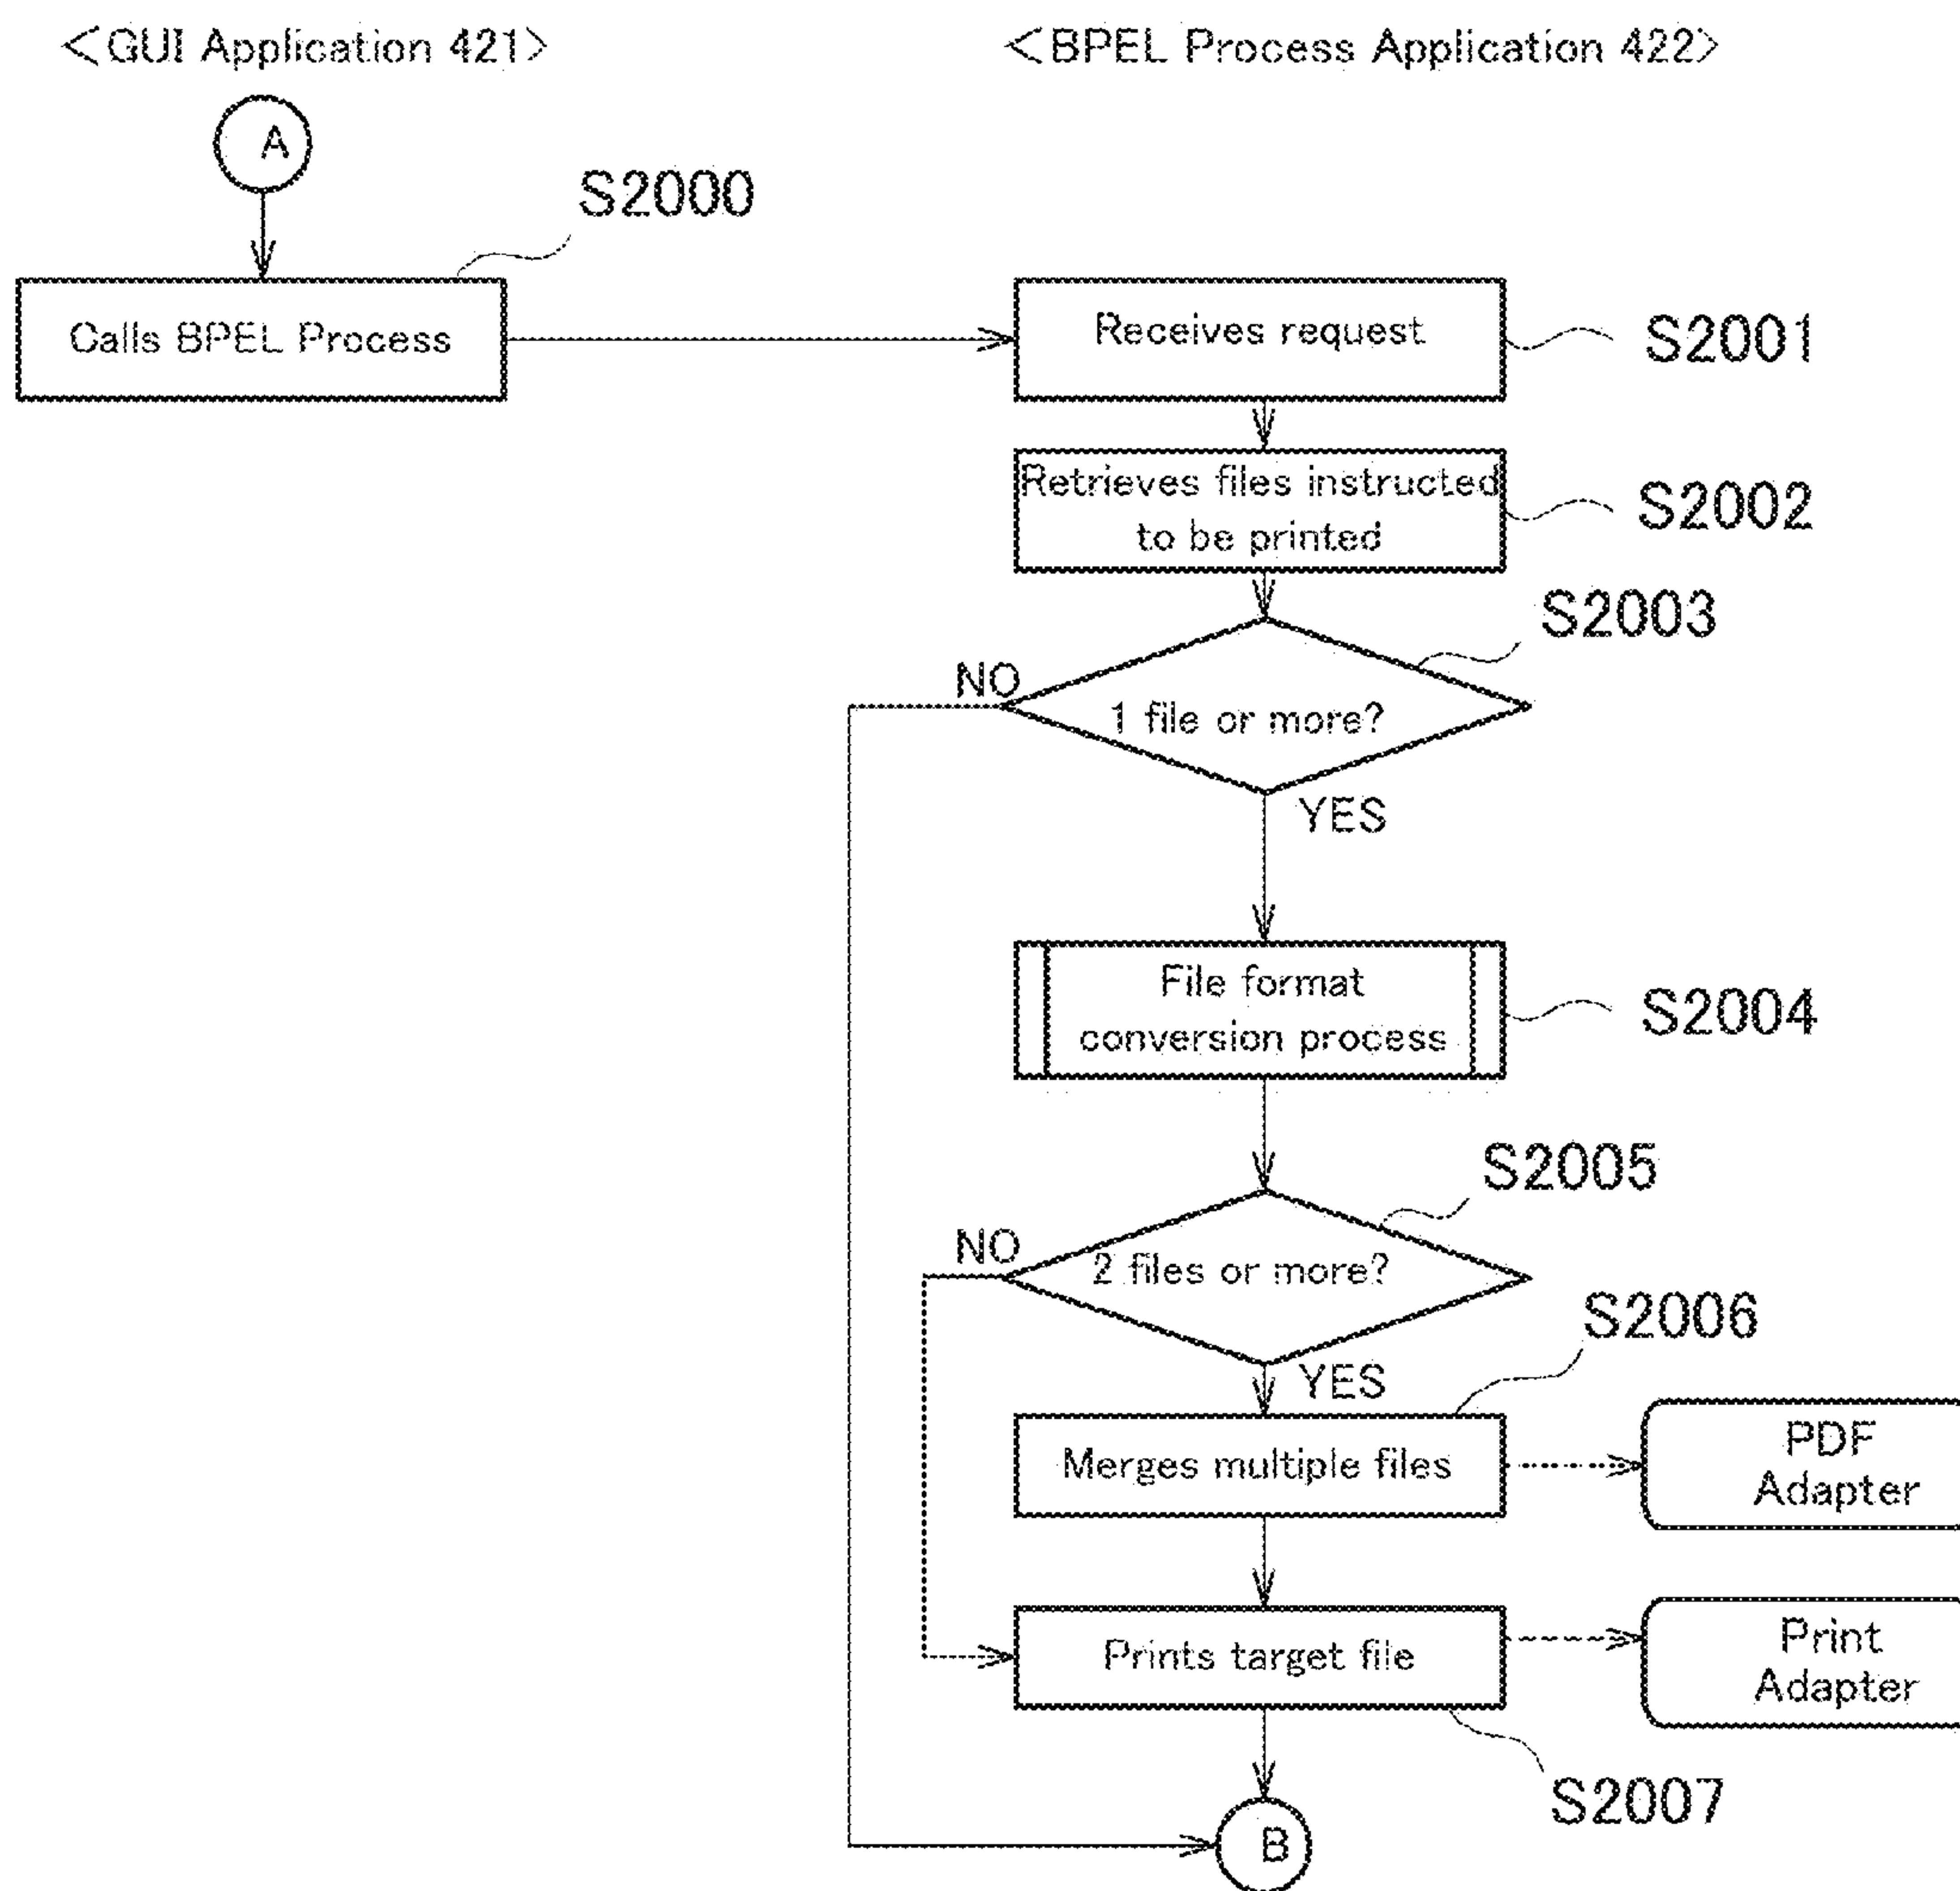 <GUI Application 421>
<BPEL Process Application 422>
A
S2000
Calls BPEL Process
Receives request
S2001
Retrieves files instructed
to be printed
S2002
S2003
NO
1 file or more?
YES
File format
conversion process
S2004
S2005
NO
2 files or more?
S2006
YES
Merges multiple files
PDF
Adapter
Prints target file
Print
Adapter
S2007
B